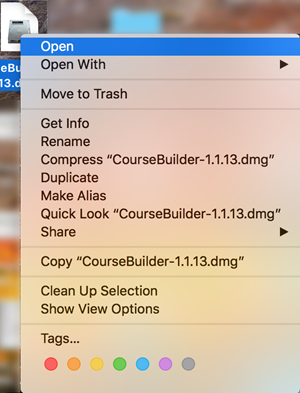 seBu
.13.d
Open
Open With
Move to Trash
Get Info
Rename
Compress “CourseBuilder-1.1.13.dmg”
Duplicate
Make Alias
Quick Look “CourseBuilder-1.1.13.dmg”
Share
Copy “CourseBuilder-1.1.13.dmg”
Clean Up Selection
Show View Options
Tags...